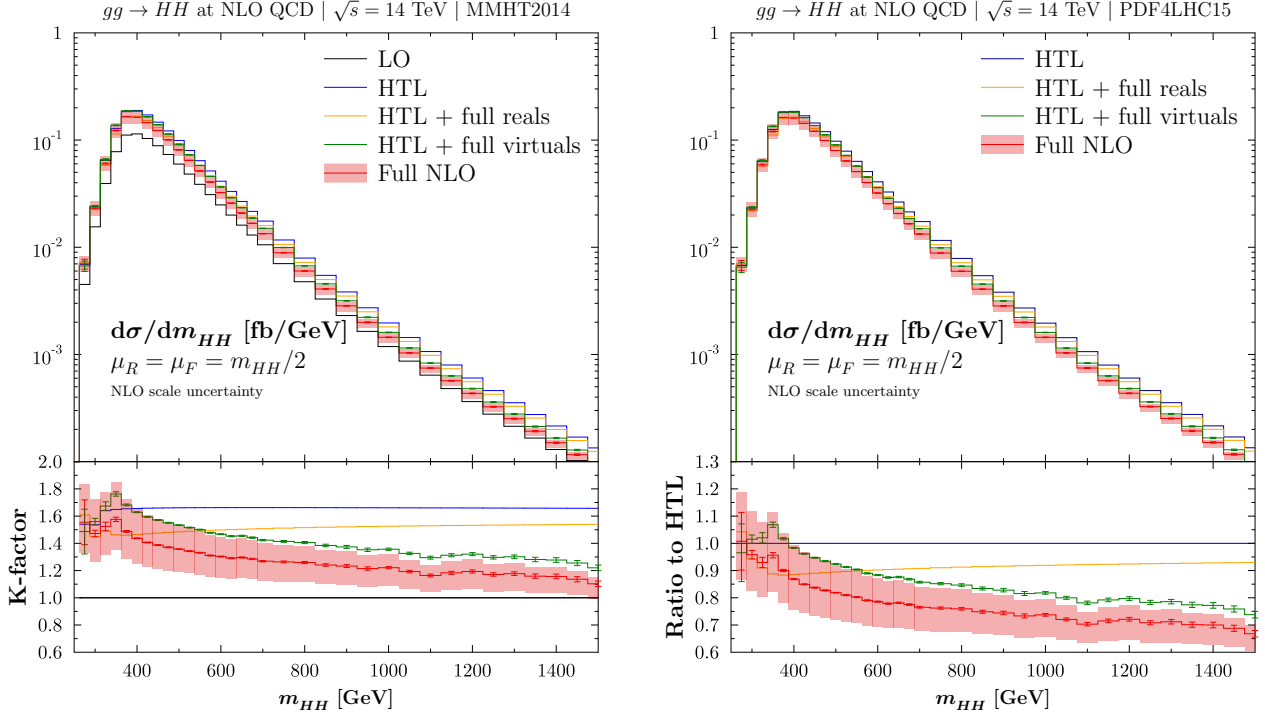 gg → HH at NLO QCD | √s = 14 TeV | MMHT2014
1
10⁻¹
10⁻²
10⁻³
LO
HTL
HTL + full reals
HTL + full virtuals
Full NLO
dσ/dm_HH [fb/GeV]
μ_R = μ_F = m_HH/2
NLO scale uncertainty
K-factor
2.0
1.8
1.6
1.4
1.2
1.0
0.8
0.6
400 600 800 1000 1200 1400
m_HH [GeV]
gg → HH at NLO QCD | √s = 14 TeV | PDF4LHC15
1
10⁻¹
10⁻²
10⁻³
HTL
HTL + full reals
HTL + full virtuals
Full NLO
dσ/dm_HH [fb/GeV]
μ_R = μ_F = m_HH/2
NLO scale uncertainty
Ratio to HTL
1.3
1.2
1.1
1.0
0.9
0.8
0.7
0.6
400 600 800 1000 1200 1400
m_HH [GeV]